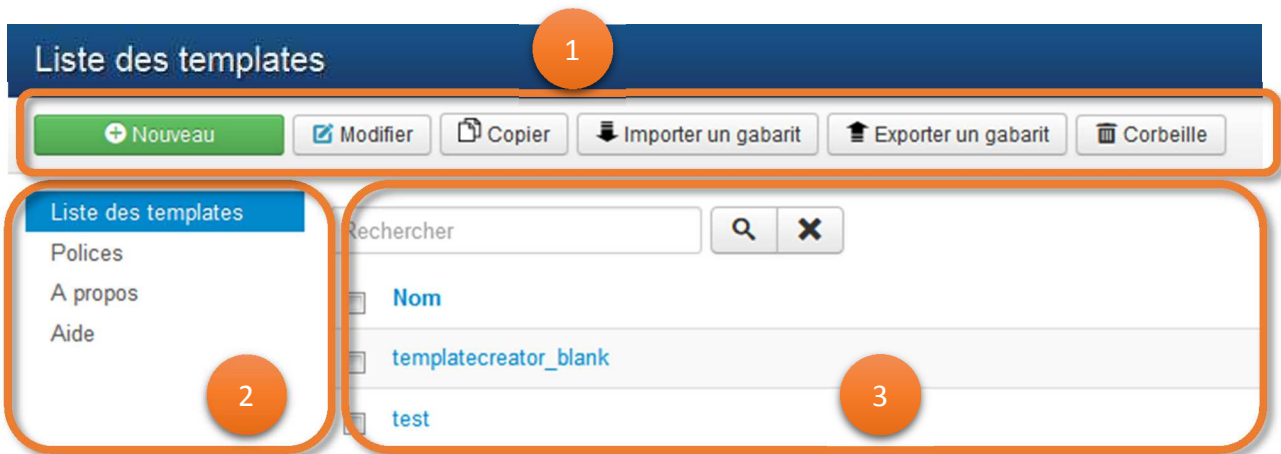 Liste des templates
1
Nouveau Modifier Copier Importer un gabarit Exporter un gabarit Corbeille
Liste des templates
Polices
A propos
Aide
2
Rechercher
Nom
templatecreator_blank
test
3